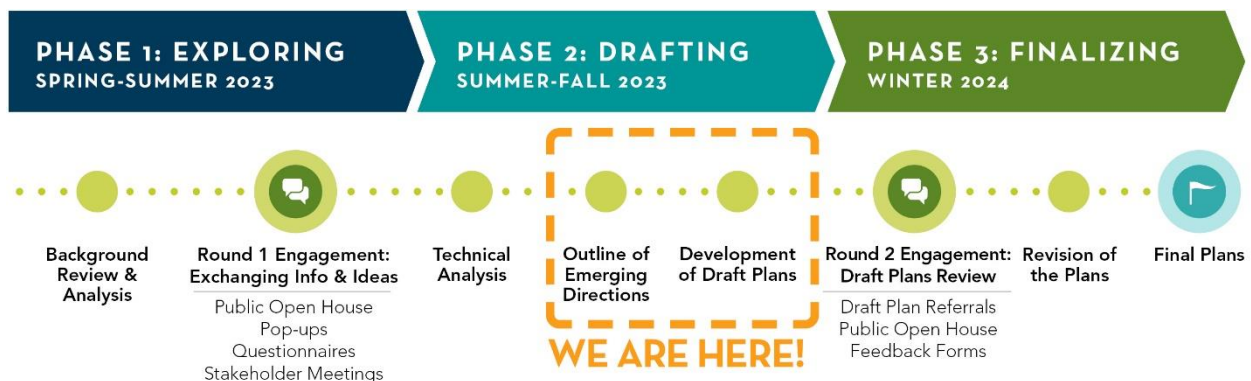 PHASE 1: EXPLORING
SPRING-SUMMER 2023
PHASE 2: DRAFTING
SUMMER-FALL 2023
PHASE 3: FINALIZING
WINTER 2024
Background
Review &
Analysis
Round 1 Engagement:
Exchanging Info & Ideas
Public Open House
Pop-ups
Questionnaires
Stakeholder Meetings
Technical
Analysis
Outline of
Emerging
Directions
Development
of Draft Plans
WE ARE HERE!
Round 2 Engagement:
Draft Plans Review
Draft Plan Referrals
Public Open House
Feedback Forms
Revision of
the Plans
Final Plans